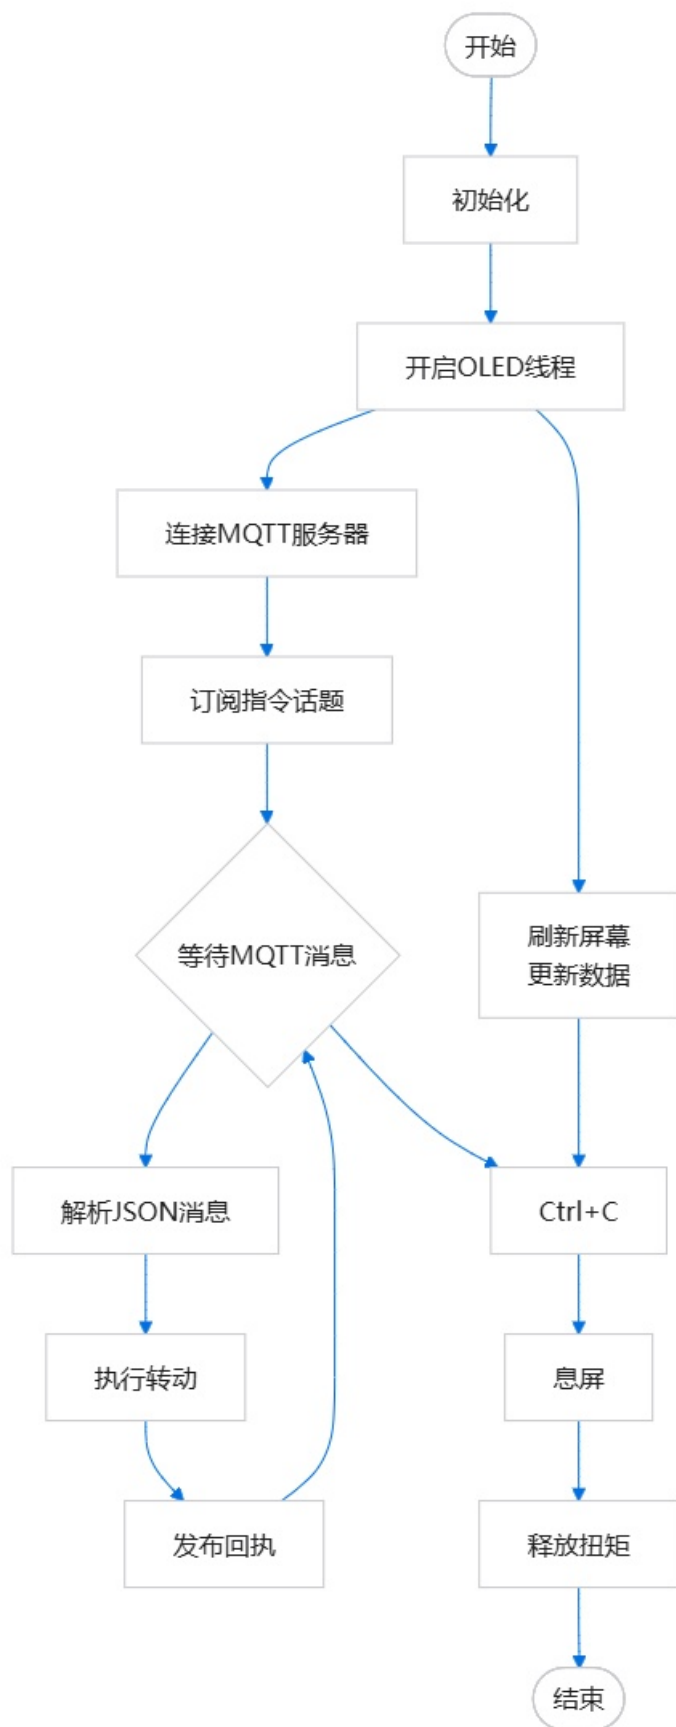 开始
初始化
开启OLED线程
连接MQTT服务器
订阅指令话题
等待MQTT消息
刷新屏幕
更新数据
解析JSON消息
Ctrl+C
执行转动
息屏
发布回执
释放扭矩
结束